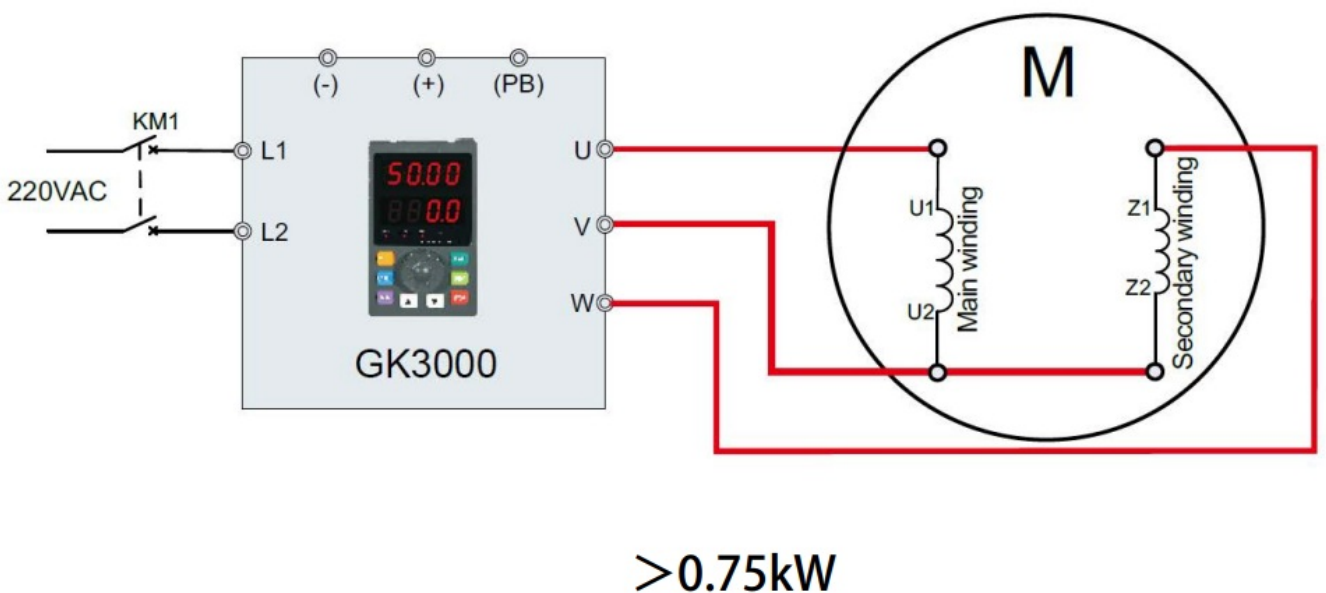 M
(-) (+) (PB)
KM1
L1 U
50.00
220VAC
880.0
U1 Main winding Z1 Secondary winding
L2 V
U2 Z2
W
GK3000
>0.75kW